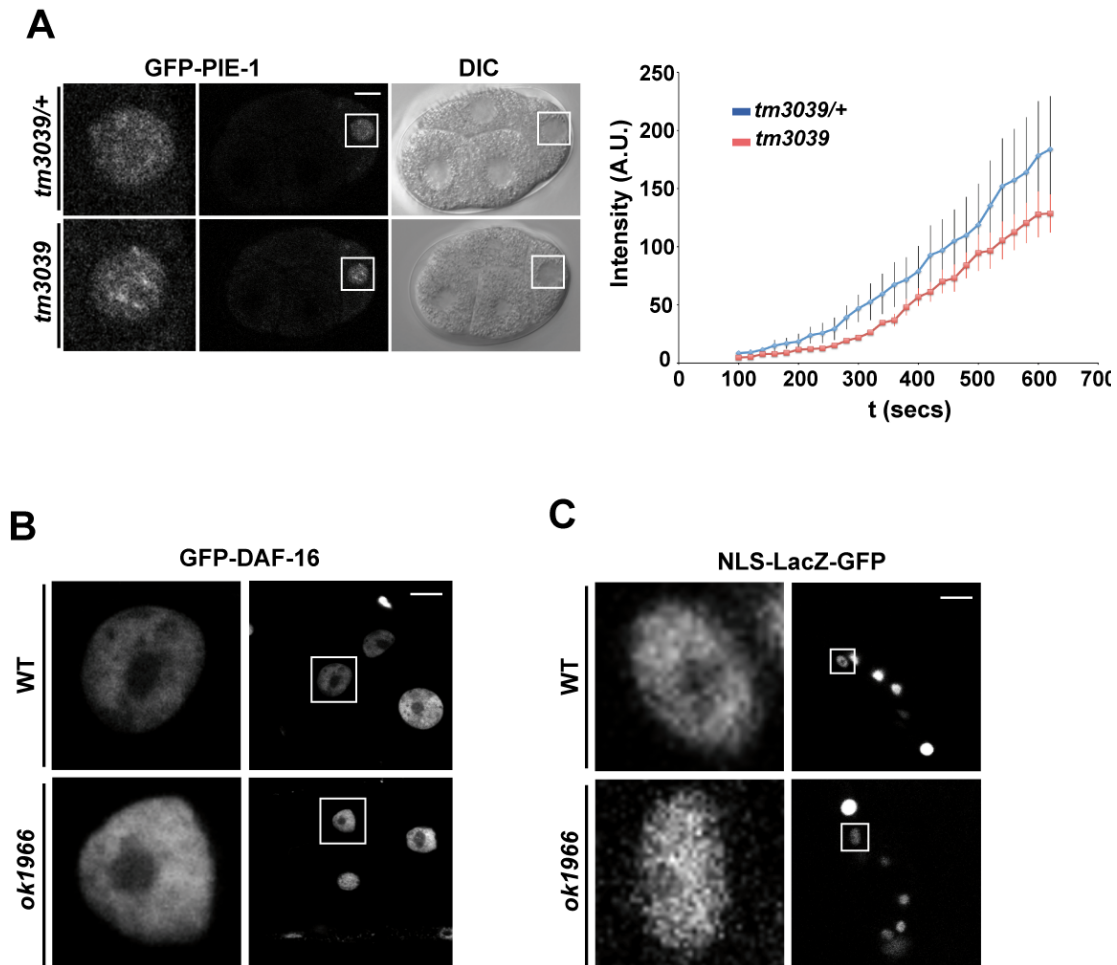 A
GFP-PIE-1
DIC
tm3039/+
tm3039
250
200
150
100
50
0
Intensity (A.U.)
tm3039/+
tm3039
0
100
200
300
400
500
600
700
t (secs)
B
GFP-DAF-16
WT
ok1966
C
NLS-LacZ-GFP
WT
ok1966